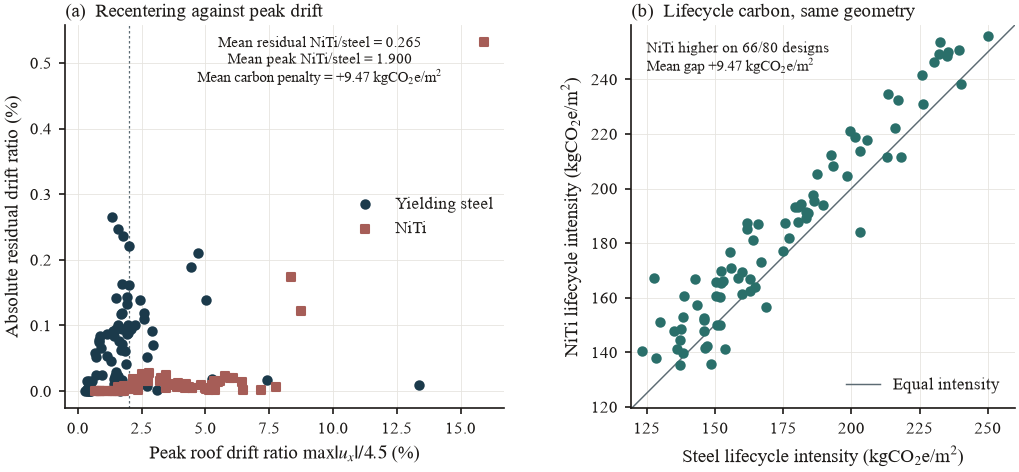 (a) Recentering against peak drift
Mean residual NiTi/steel = 0.265
Mean peak NiTi/steel = 1.900
Mean carbon penalty = +9.47 kgCO₂e/m²
Yielding steel
NiTi
Absolute residual drift ratio (%)
0.5
0.4
0.3
0.2
0.1
0.0
0.0 2.5 5.0 7.5 10.0 12.5 15.0
Peak roof drift ratio max|uₓ|/4.5 (%)
(b) Lifecycle carbon, same geometry
NiTi higher on 66/80 designs
Mean gap +9.47 kgCO₂e/m²
NiTi lifecycle intensity (kgCO₂e/m²)
240
220
200
180
160
140
120
Equal intensity
125 150 175 200 225 250
Steel lifecycle intensity (kgCO₂e/m²)